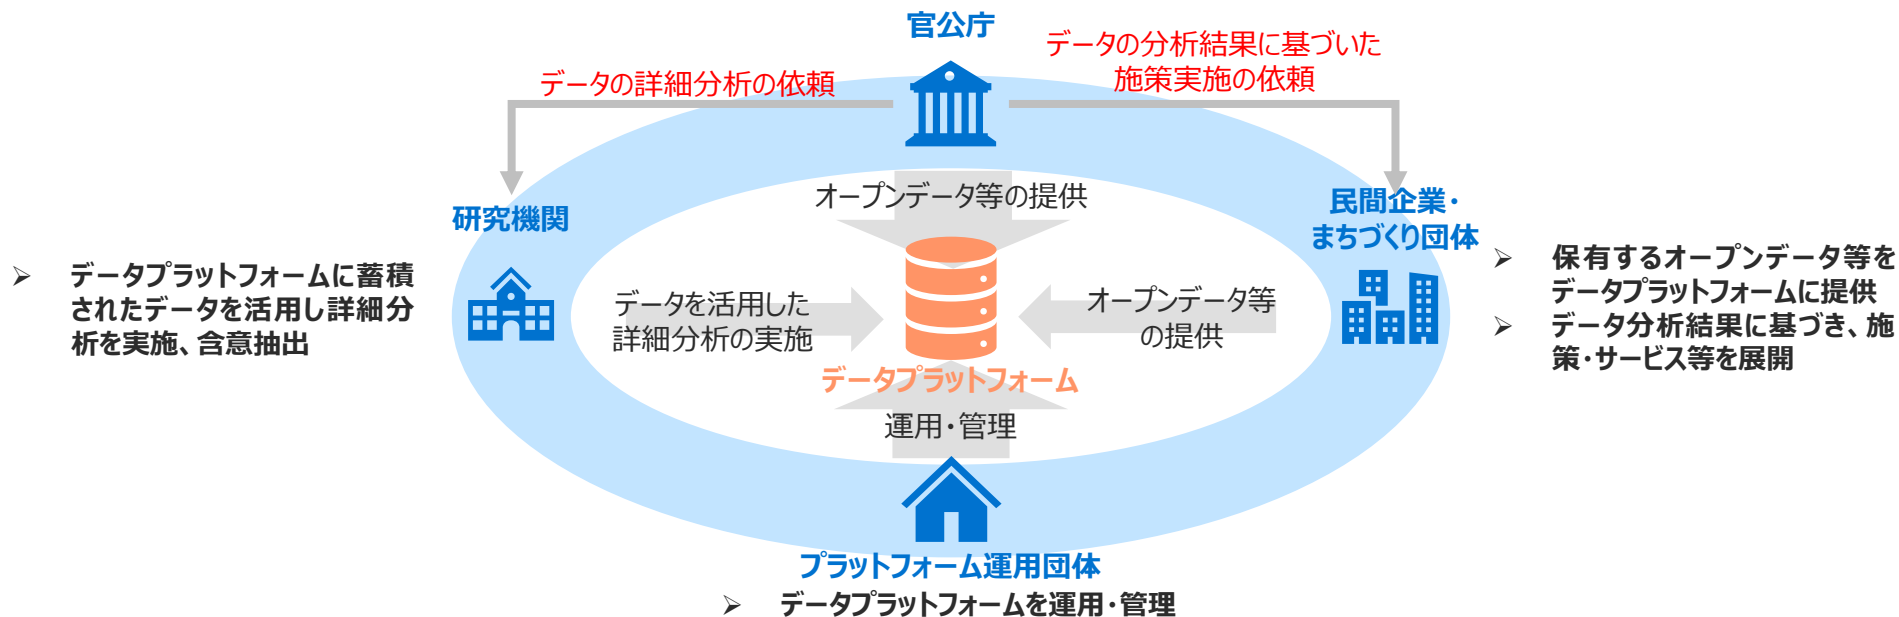 官公庁
データの詳細分析の依頼
データの分析結果に基づいた
施策実施の依頼
オープンデータ等の提供
研究機関
➢ データプラットフォームに蓄積
されたデータを活用し詳細分
析を実施、含意抽出
データを活用した
詳細分析の実施
オープンデータ等
の提供
民間企業・
まちづくり団体
➢ 保有するオープンデータ等を
データプラットフォームに提供
➢ データ分析結果に基づき、施
策・サービス等を展開
データプラットフォーム
運用・管理
プラットフォーム運用団体
➢ データプラットフォームを運用・管理